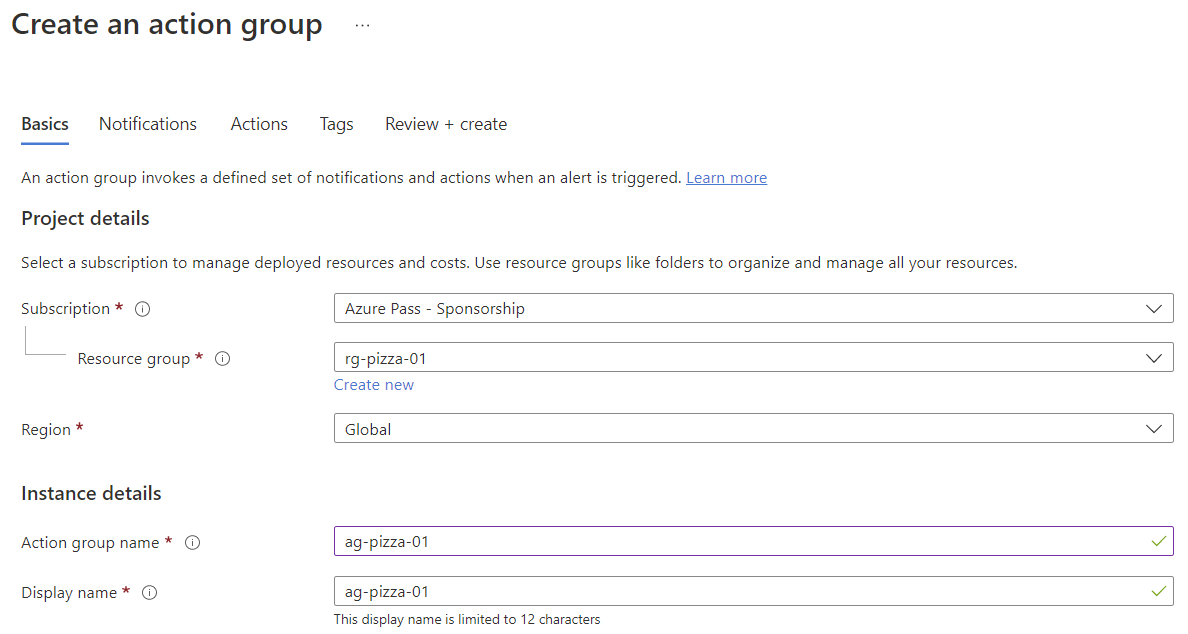 Create an action group ...
Basics Notifications Actions Tags Review + create
An action group invokes a defined set of notifications and actions when an alert is triggered. Learn more
Project details
Select a subscription to manage deployed resources and costs. Use resource groups like folders to organize and manage all your resources.
Subscription * Azure Pass - Sponsorship
Resource group * rg-pizza-01
Create new
Region * Global
Instance details
Action group name * ag-pizza-01
Display name * ag-pizza-01
This display name is limited to 12 characters